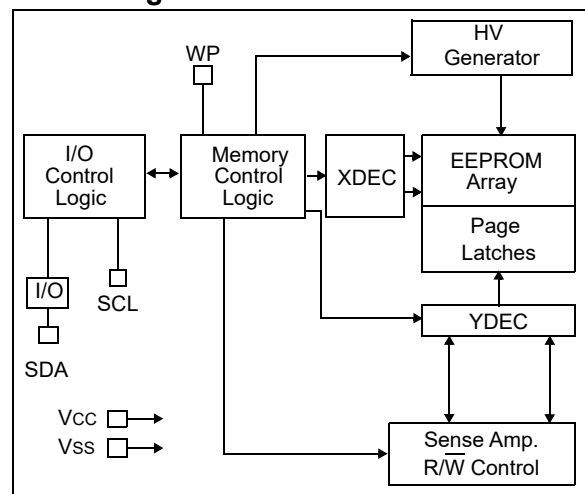 HV
Generator
WP
I/O
Control
Logic
Memory
Control
Logic
XDEC
EEPROM
Array
Page
Latches
I/O
SCL
SDA
YDEC
Vcc
Vss
Sense Amp.
R/W̅ Control